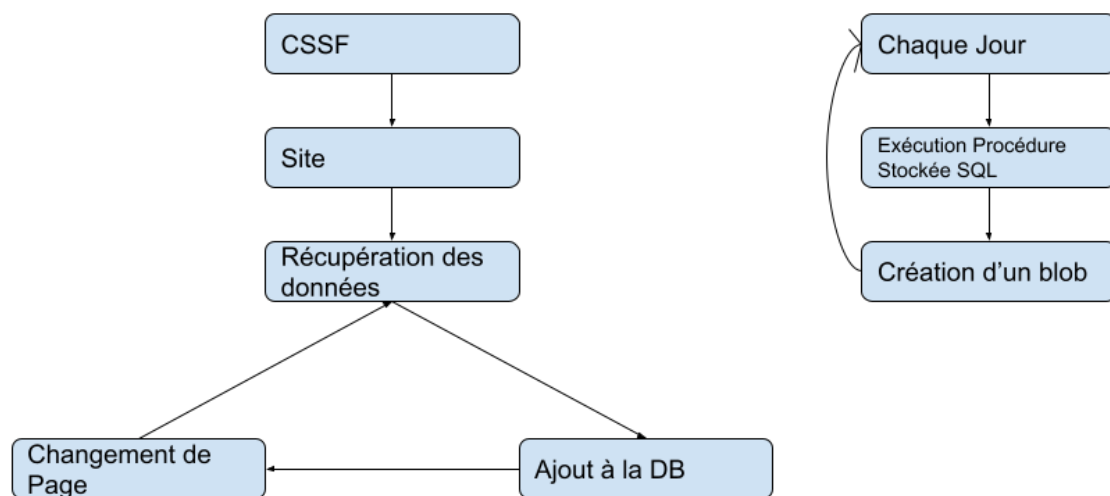 CSSF
Site
Récupération des
données
Changement de
Page
Ajout à la DB
Chaque Jour
Exécution Procédure
Stockée SQL
Création d'un blob